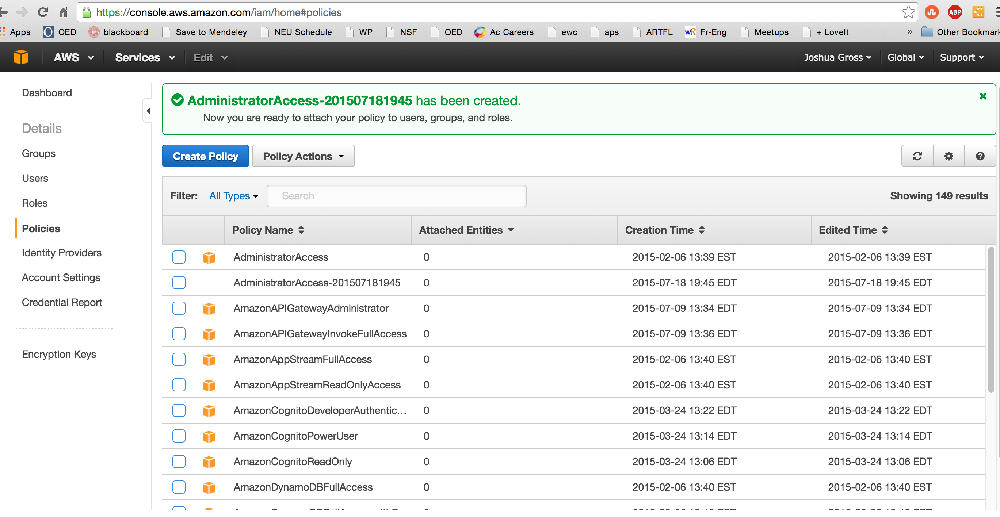 https://console.aws.amazon.com/iam/home#policies
ABP
Apps OED blackboard Save to Mendeley NEU Schedule WP NSF OED Ac Careers ewc aps ARTFL WR Fr-Eng Meetups + LoveIt » Other Bookmark
AWS Services Edit Joshua Gross Global Support
Dashboard
Details
Groups
Users
Roles
Policies
Identity Providers
Account Settings
Credential Report
Encryption Keys
AdministratorAccess-201507181945 has been created.
Now you are ready to attach your policy to users, groups, and roles.
Create Policy Policy Actions
Filter: All Types Search Showing 149 results
Policy Name Attached Entities Creation Time Edited Time
AdministratorAccess 0 2015-02-06 13:39 EST 2015-02-06 13:39 EST
AdministratorAccess-201507181945 0 2015-07-18 19:45 EDT 2015-07-18 19:45 EDT
AmazonAPIGatewayAdministrator 0 2015-07-09 13:34 EDT 2015-07-09 13:34 EDT
AmazonAPIGatewayInvokeFullAccess 0 2015-07-09 13:36 EDT 2015-07-09 13:36 EDT
AmazonAppStreamFullAccess 0 2015-02-06 13:40 EST 2015-02-06 13:40 EST
AmazonAppStreamReadOnlyAccess 0 2015-02-06 13:40 EST 2015-02-06 13:40 EST
AmazonCognitoDeveloperAuthentic... 0 2015-03-24 13:22 EDT 2015-03-24 13:22 EDT
AmazonCognitoPowerUser 0 2015-03-24 13:14 EDT 2015-03-24 13:14 EDT
AmazonCognitoReadOnly 0 2015-03-24 13:06 EDT 2015-03-24 13:06 EDT
AmazonDynamoDBFullAccess 0 2015-02-06 13:40 EST 2015-02-06 13:40 EST